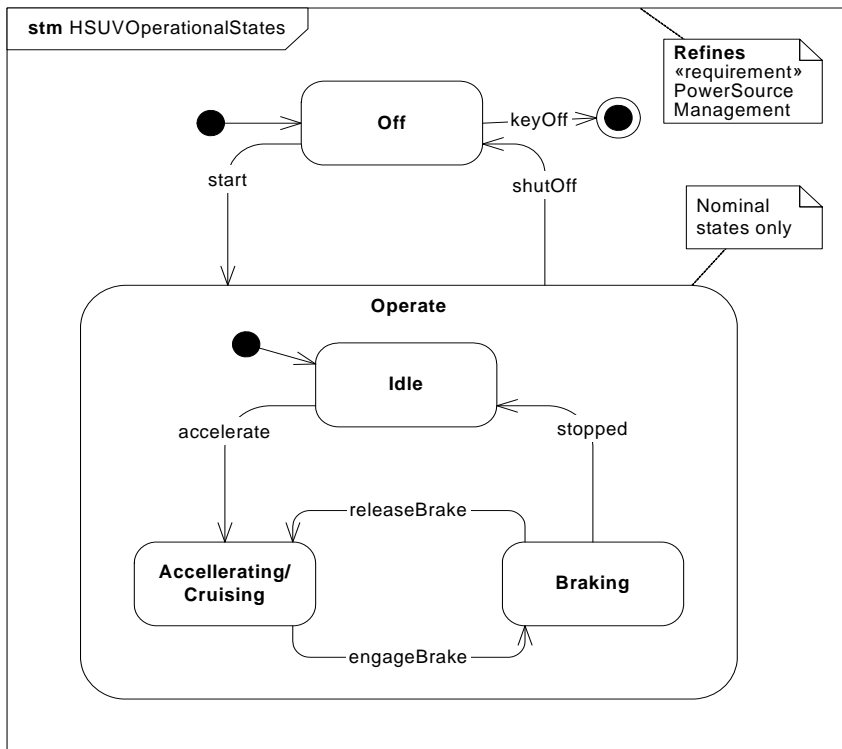 stm HSUVOperationalStates
Refines
«requirement»
PowerSource
Management
Off
keyOff
start
shutOff
Nominal
states only
Operate
Idle
accelerate
stopped
releaseBrake
Accellerating/
Cruising
Braking
engageBrake